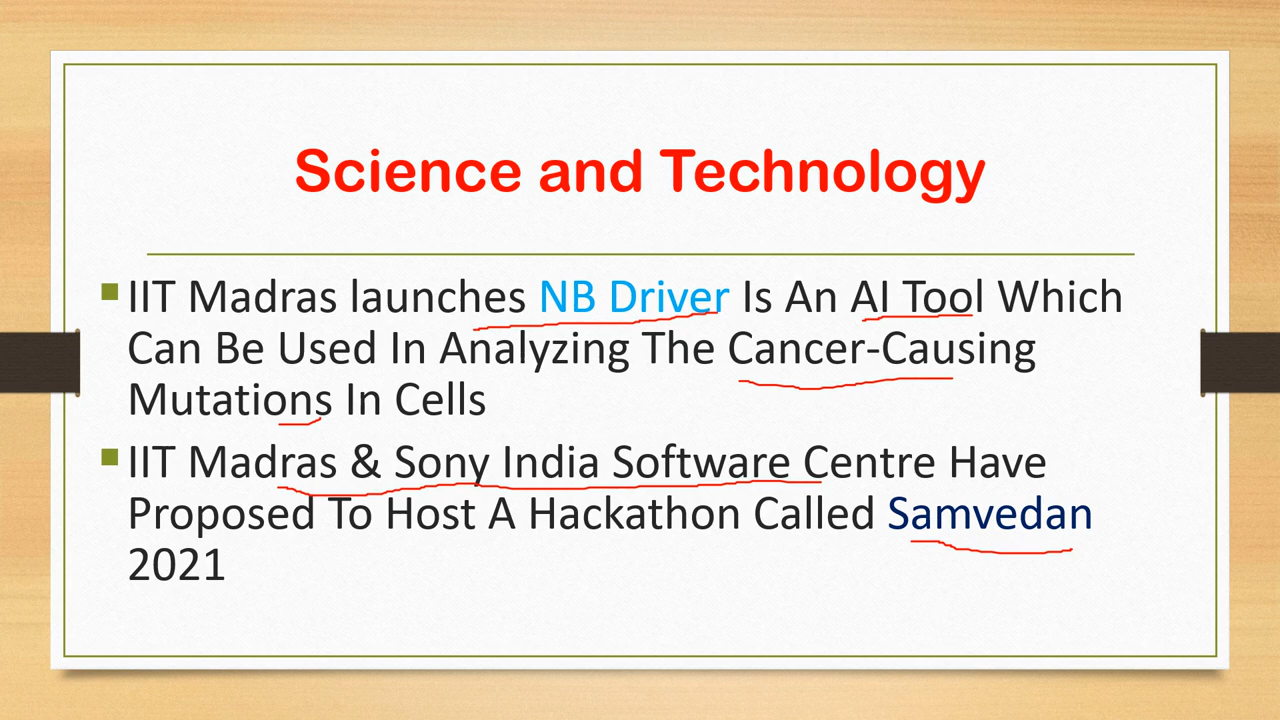 Science and Technology
IIT Madras launches NB Driver Is An AI Tool Which
Can Be Used In Analyzing The Cancer-Causing
Mutations In Cells
IIT Madras & Sony India Software Centre Have
Proposed To Host A Hackathon Called Samvedan
2021